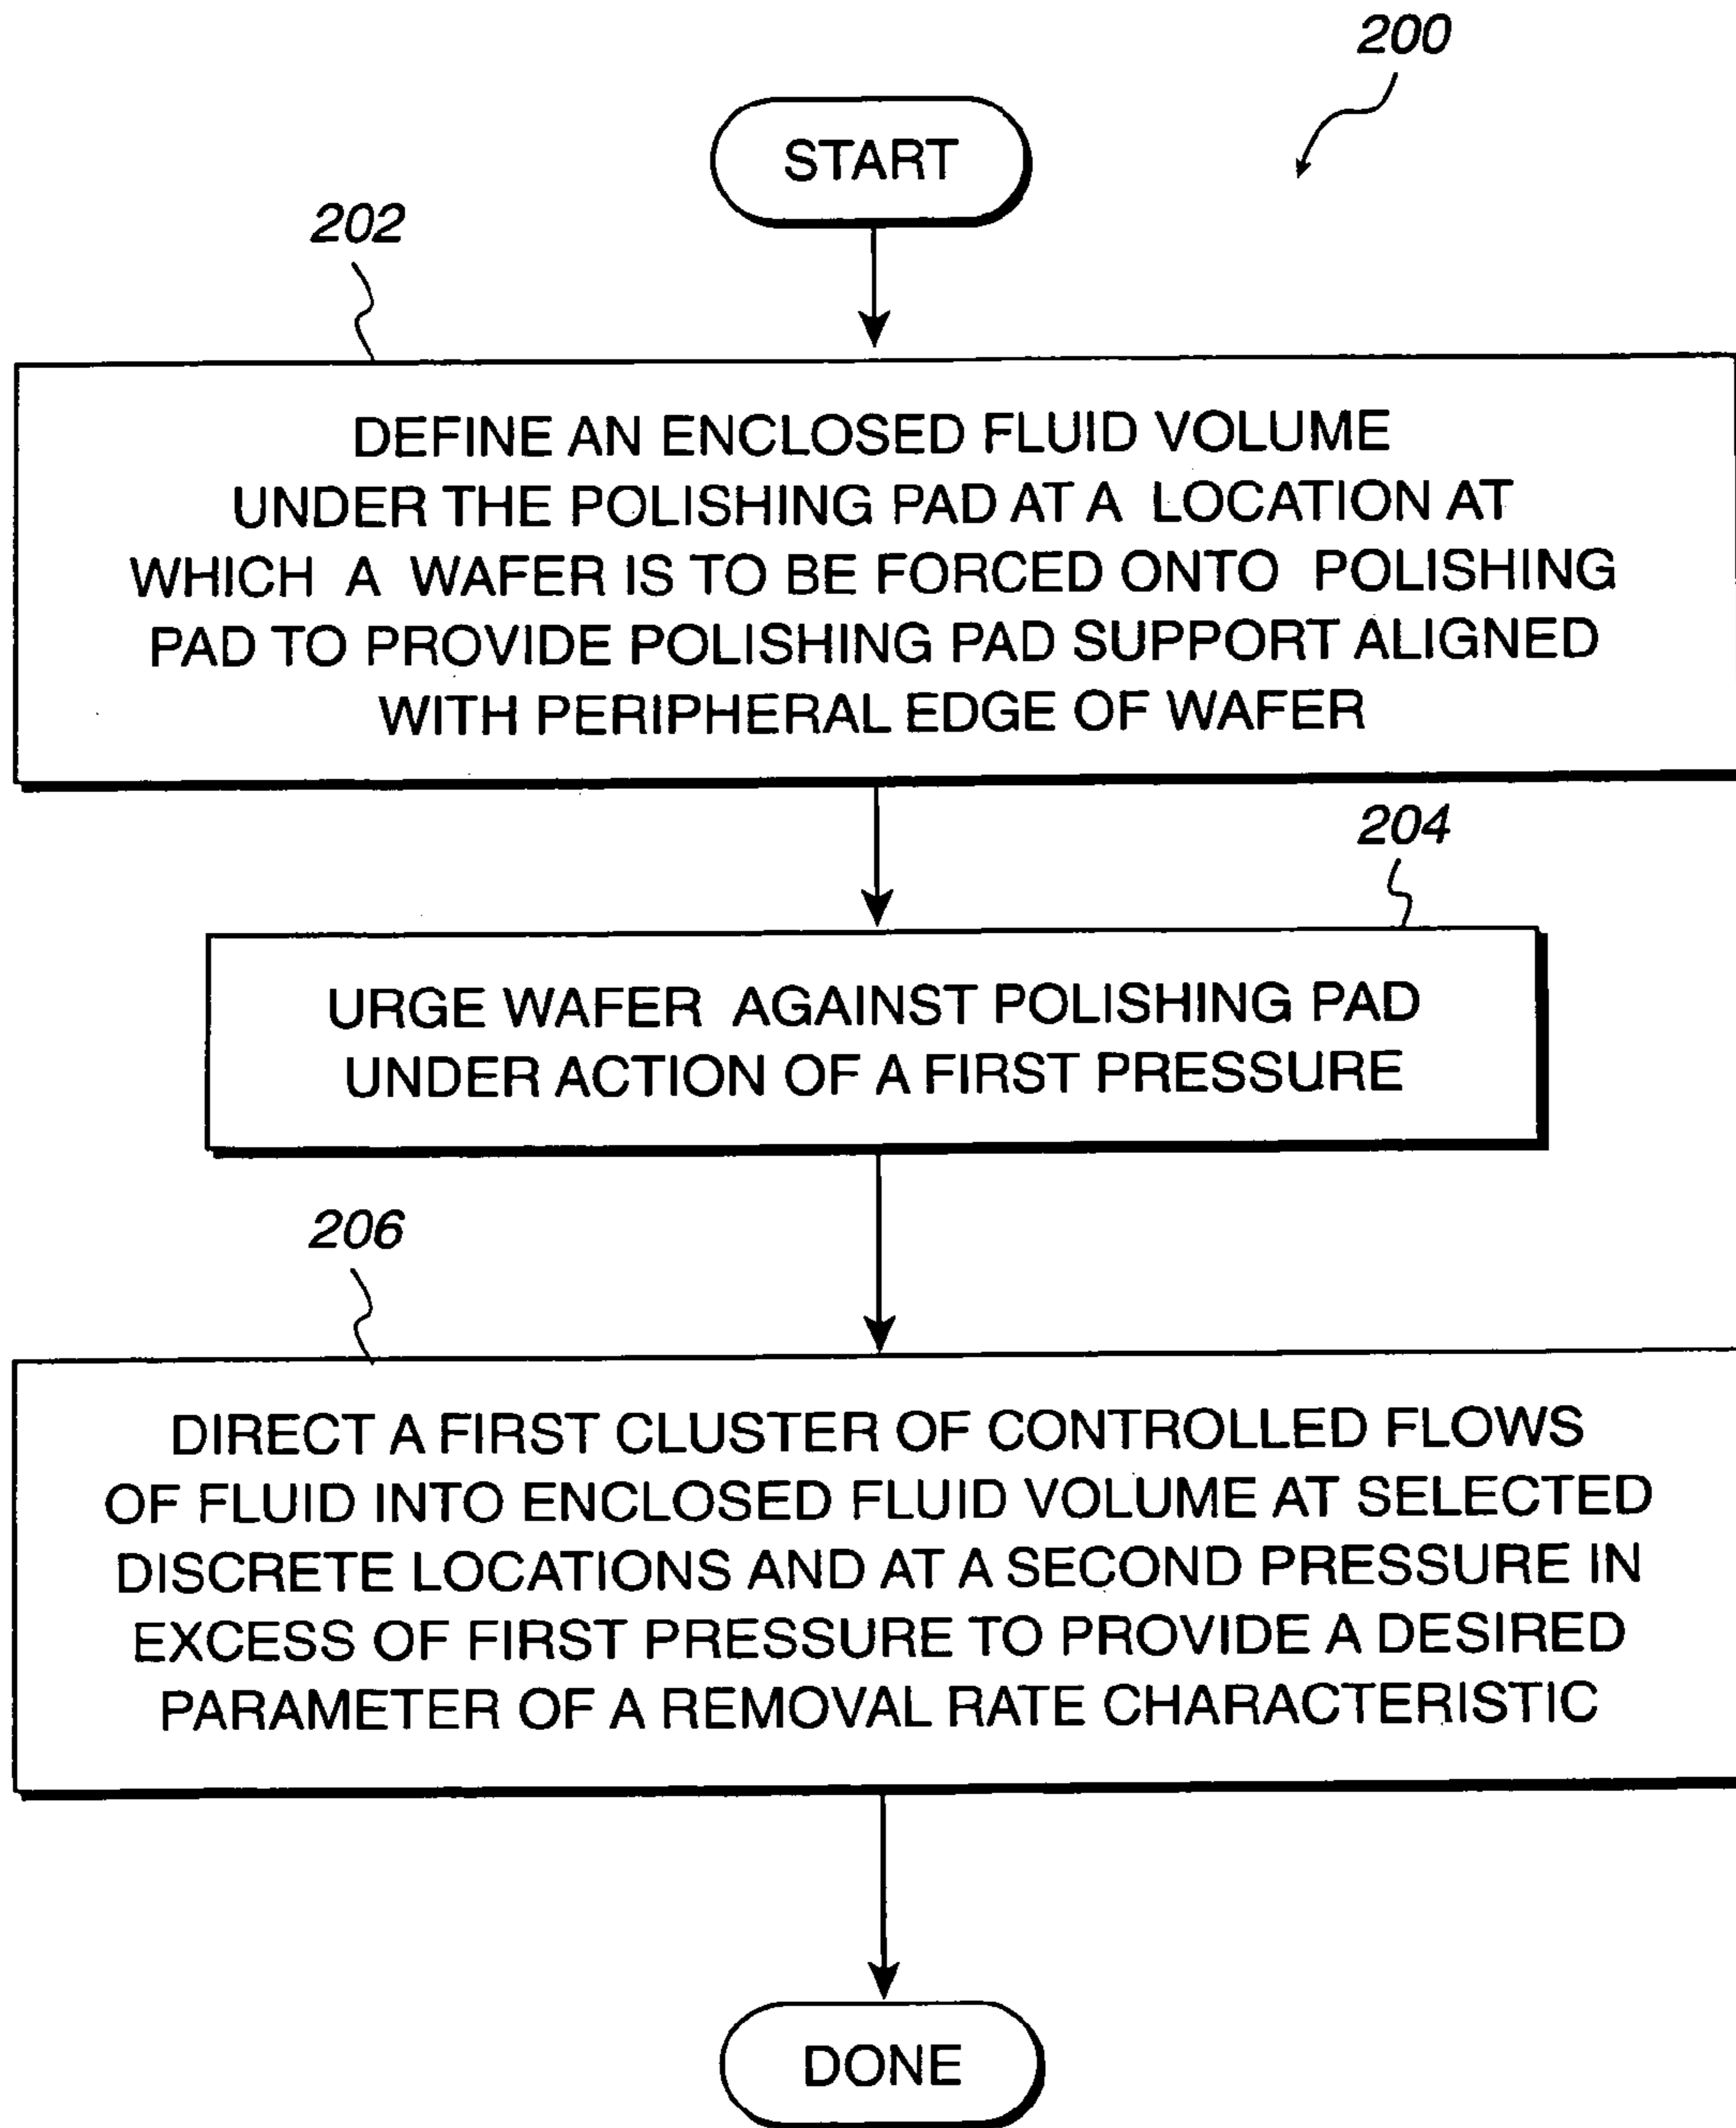 200
START
202
DEFINE AN ENCLOSED FLUID VOLUME
UNDER THE POLISHING PAD AT A LOCATION AT
WHICH A WAFER IS TO BE FORCED ONTO POLISHING
PAD TO PROVIDE POLISHING PAD SUPPORT ALIGNED
WITH PERIPHERAL EDGE OF WAFER
204
URGE WAFER AGAINST POLISHING PAD
UNDER ACTION OF A FIRST PRESSURE
206
DIRECT A FIRST CLUSTER OF CONTROLLED FLOWS
OF FLUID INTO ENCLOSED FLUID VOLUME AT SELECTED
DISCRETE LOCATIONS AND AT A SECOND PRESSURE IN
EXCESS OF FIRST PRESSURE TO PROVIDE A DESIRED
PARAMETER OF A REMOVAL RATE CHARACTERISTIC
DONE